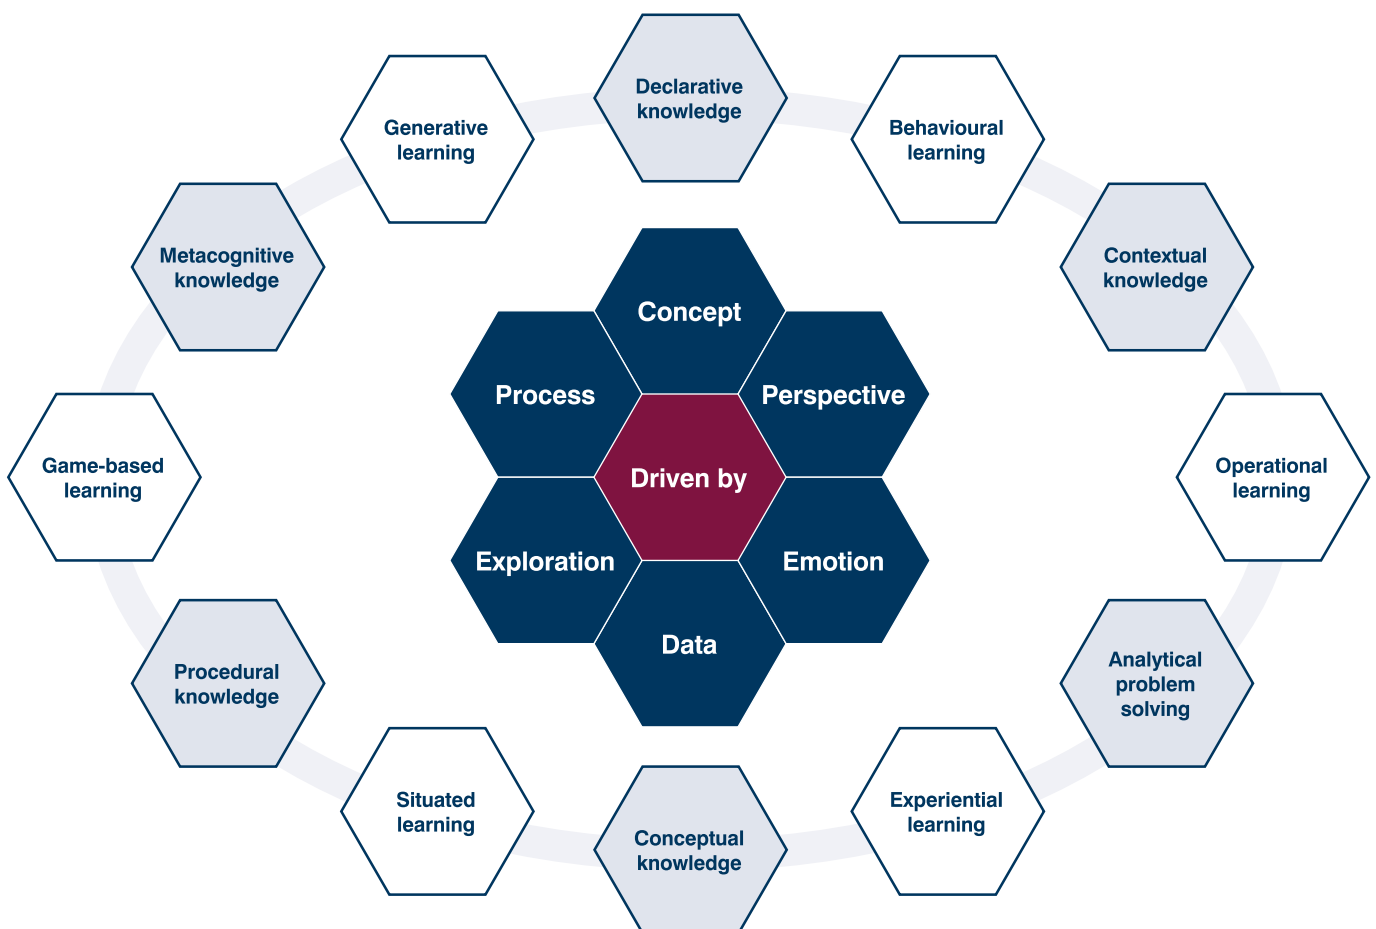 Declarative
knowledge
Generative
learning
Behavioural
learning
Metacognitive
knowledge
Contextual
knowledge
Concept
Process
Perspective
Driven by
Game-based
learning
Operational
learning
Exploration
Emotion
Data
Procedural
knowledge
Analytical
problem
solving
Situated
learning
Experiential
learning
Conceptual
knowledge